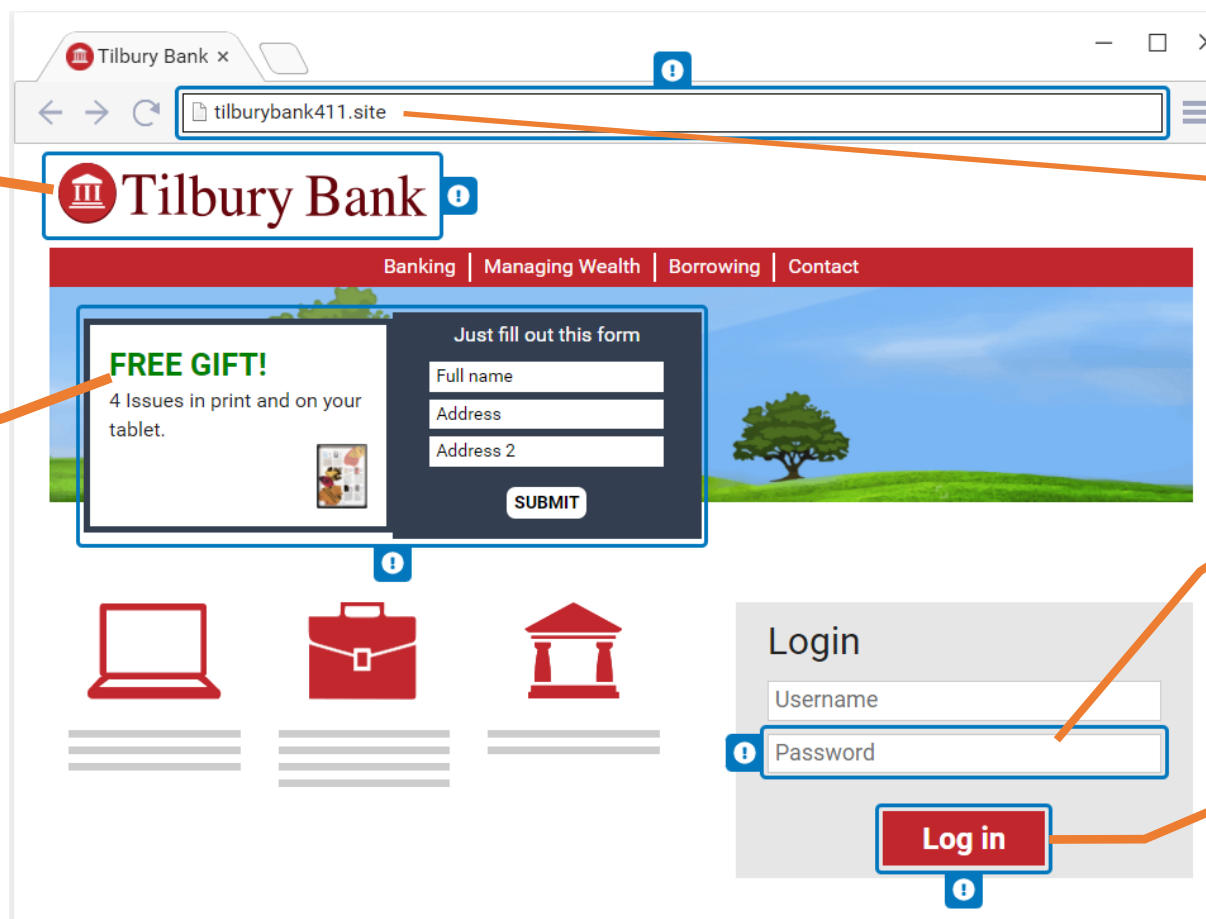 Tilbury Bank ×
tilburybank411.site
Tilbury Bank
Banking | Managing Wealth | Borrowing | Contact
FREE GIFT!
4 Issues in print and on your
tablet.
Just fill out this form
Full name
Address
Address 2
SUBMIT
Login
Username
Password
Log in